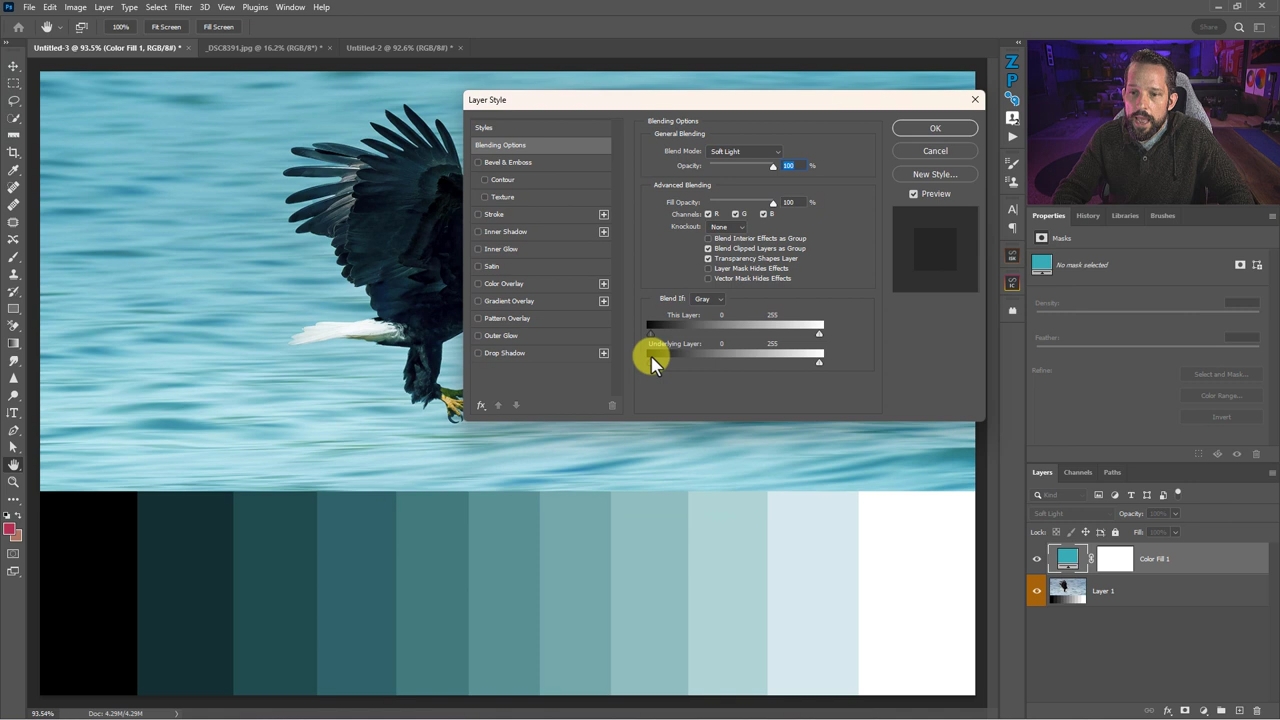 Ps File Edit Image Layer Type Select Filter 3D View Plugins Window Help
100% Fit Screen Fill Screen Share
Untitled-3 @ 93.5% (Color Fill 1, RGB/8#) * × _DSC8391.jpg @ 16.2% (RGB/8*) * × Untitled-2 @ 92.6% (RGB/8#) * ×
Layer Style
Styles
Blending Options
Bevel & Emboss
Contour
Texture
Stroke
Inner Shadow
Inner Glow
Satin
Color Overlay
Gradient Overlay
Pattern Overlay
Outer Glow
Drop Shadow
fx
Blending Options
General Blending
Blend Mode: Soft Light
Opacity: 100 %
Advanced Blending
Fill Opacity: 100 %
Channels: R G B
Knockout: None
Blend Interior Effects as Group
Blend Clipped Layers as Group
Transparency Shapes Layer
Layer Mask Hides Effects
Vector Mask Hides Effects
Blend If: Gray
This Layer: 0 255
Underlying Layer: 0 255
OK
Cancel
New Style...
Preview
Properties History Libraries Brushes
Masks
No mask selected
Density:
Feather:
Refine: Select and Mask...
Color Range...
Invert
Layers Channels Paths
Kind
Soft Light Opacity: 100%
Lock: Fill: 100%
Color Fill 1
Layer 1
fx
93.54% Doc: 4.29M/4.29M